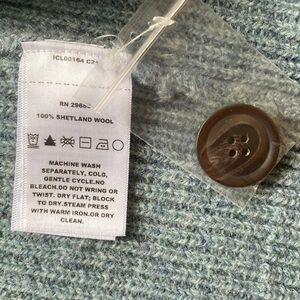 ICL00164 C2
RN
100% SHETLAND WOOL
MACHINE WASH
SEPARATELY, COLD,
GENTLE CYCLE.NO
BLEACH.DO NOT WRING OR
TWIST. DRY FLAT; BLOCK
TO DRY.STEAM PRESS
WITH WARM IRON.OR DRY
CLEAN.